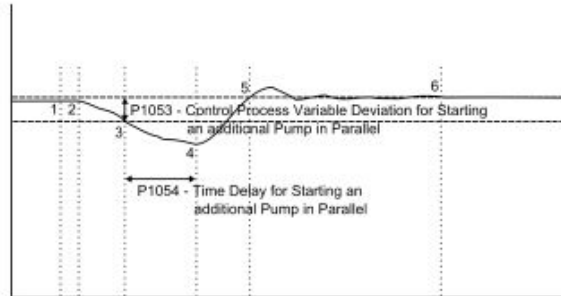 5
6
1
2
P1053 - Control Process Variable Deviation for Starting
3
an additional Pump in Parallel
4
P1054 - Time Delay for Starting an
additional Pump in Parallel